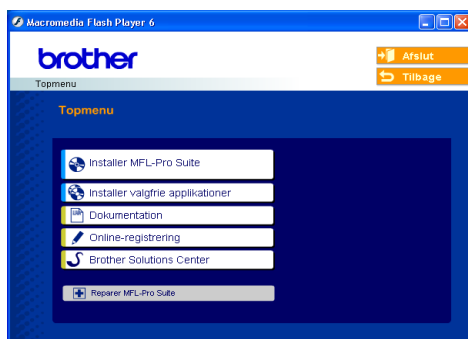 Macromedia Flash Player 6
brother
Afslut
Topmenu
Tilbage
Topmenu
Installer MFL-Pro Suite
Installer valgfrie applikationer
Dokumentation
Online-registrering
Brother Solutions Center
Reparer MFL-Pro Suite